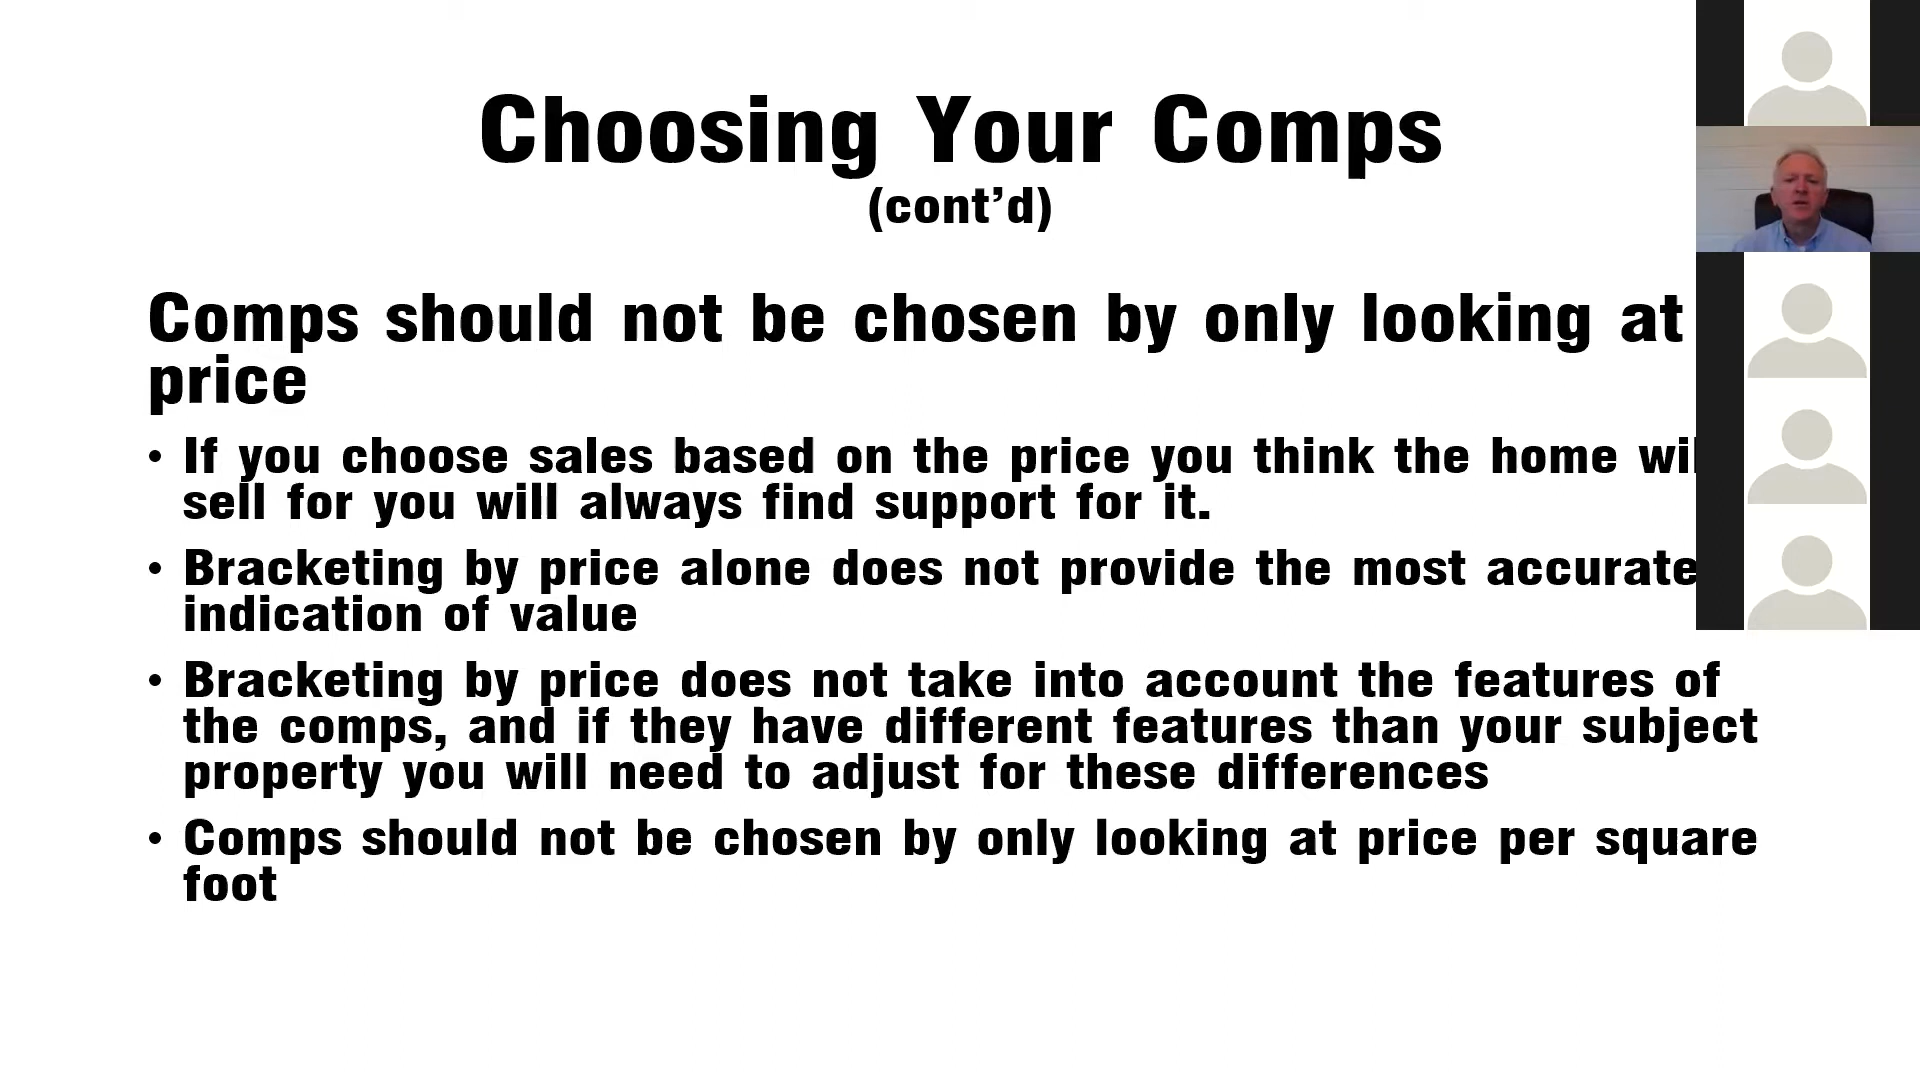 Choosing Your Comps
(cont’d)
Comps should not be chosen by only looking at
price
• If you choose sales based on the price you think the home wil
sell for you will always find support for it.
• Bracketing by price alone does not provide the most accurate
indication of value
• Bracketing by price does not take into account the features of
the comps, and if they have different features than your subject
property you will need to adjust for these differences
• Comps should not be chosen by only looking at price per square
foot